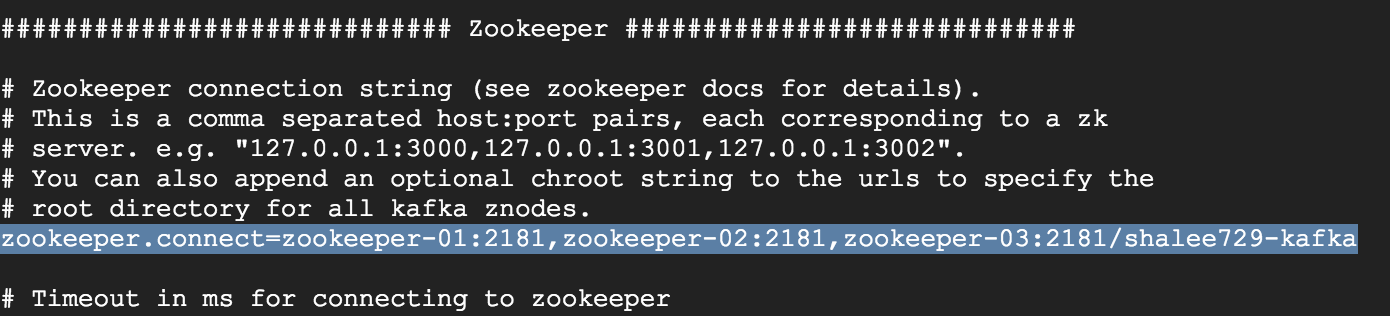 ############################# Zookeeper #############################
# Zookeeper connection string (see zookeeper docs for details).
# This is a comma separated host:port pairs, each corresponding to a zk
# server. e.g. "127.0.0.1:3000,127.0.0.1:3001,127.0.0.1:3002".
# You can also append an optional chroot string to the urls to specify the
# root directory for all kafka znodes.
zookeeper.connect=zookeeper-01:2181,zookeeper-02:2181,zookeeper-03:2181/shalee729-kafka
# Timeout in ms for connecting to zookeeper